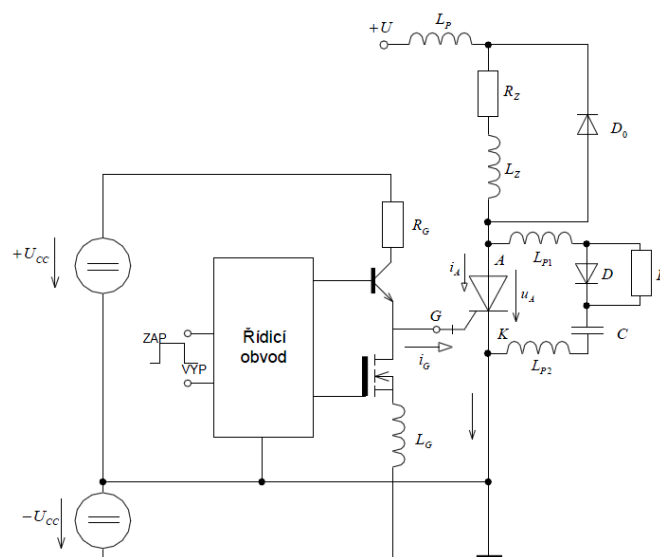 +U
L_P
R_Z
D_0
L_Z
R_G
+U_CC
i_A
A
L_P1
D
u_A
G
K
C
ZAP
VYP
Řídicí
obvod
i_G
L_P2
L_G
−U_CC